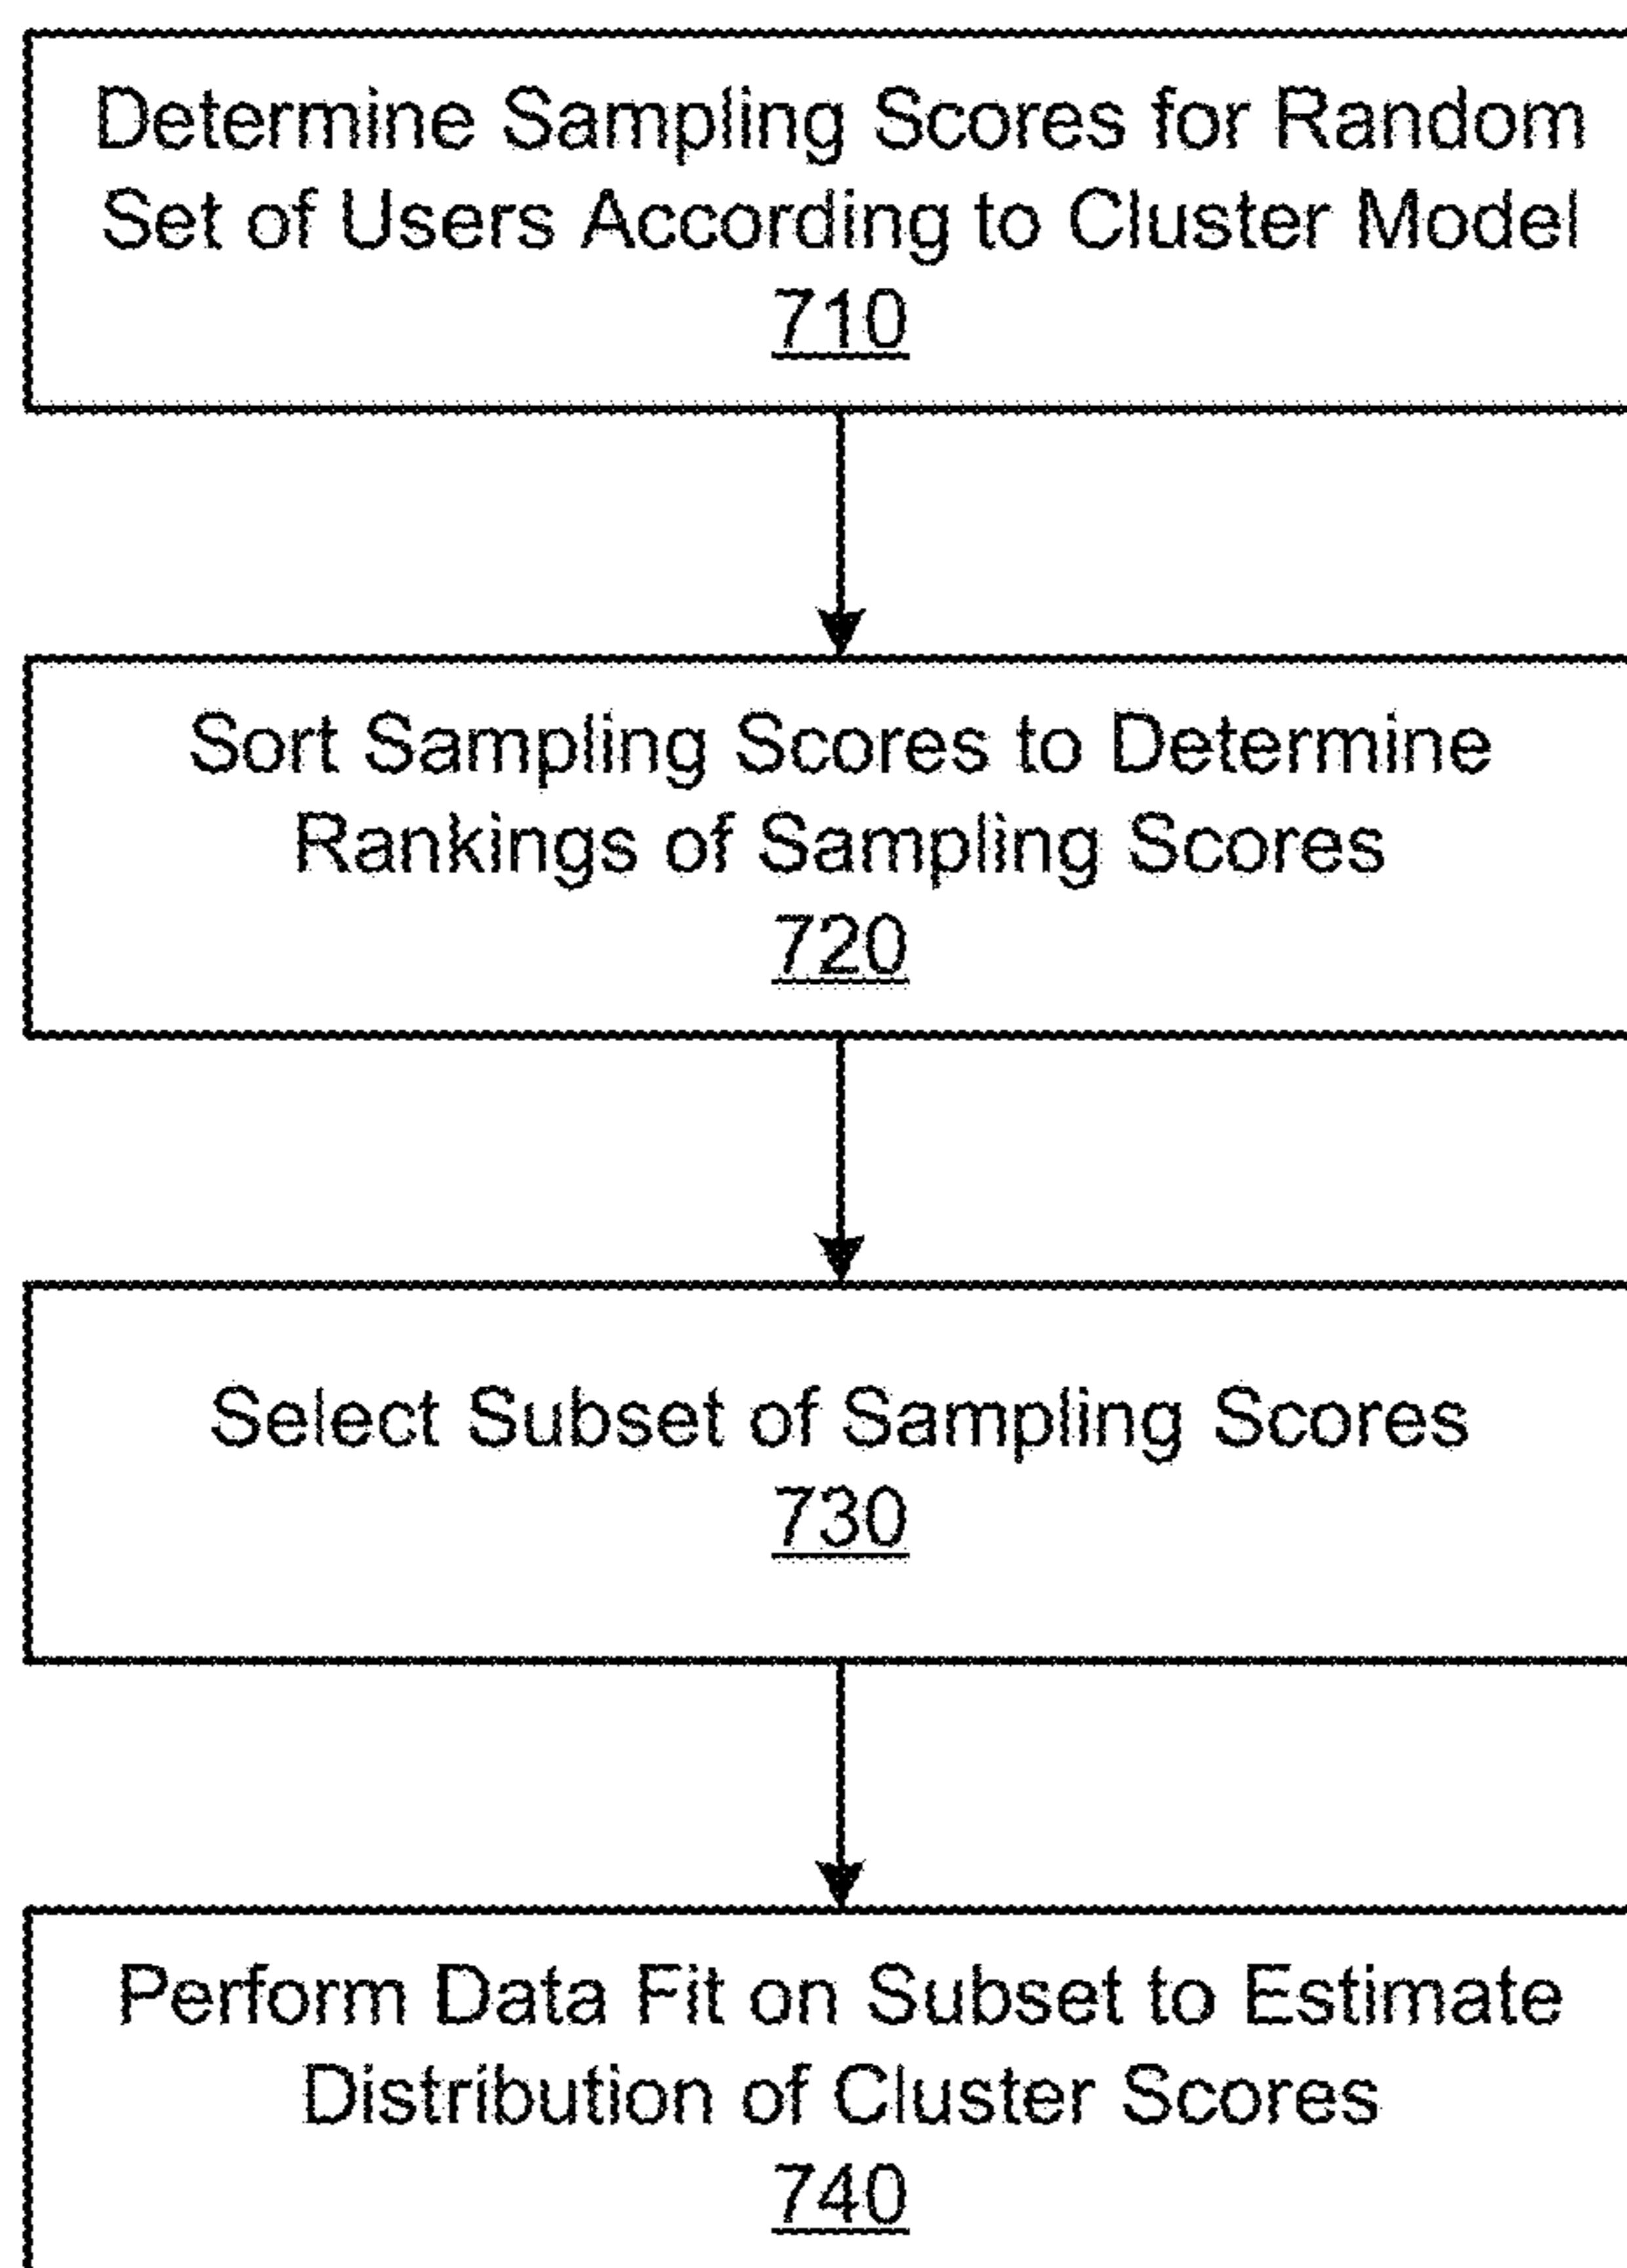 Determine Sampling Scores for Random
Set of Users According to Cluster Model
710
Sort Sampling Scores to Determine
Rankings of Sampling Scores
720
Select Subset of Sampling Scores
730
Perform Data Fit on Subset to Estimate
Distribution of Cluster Scores
740